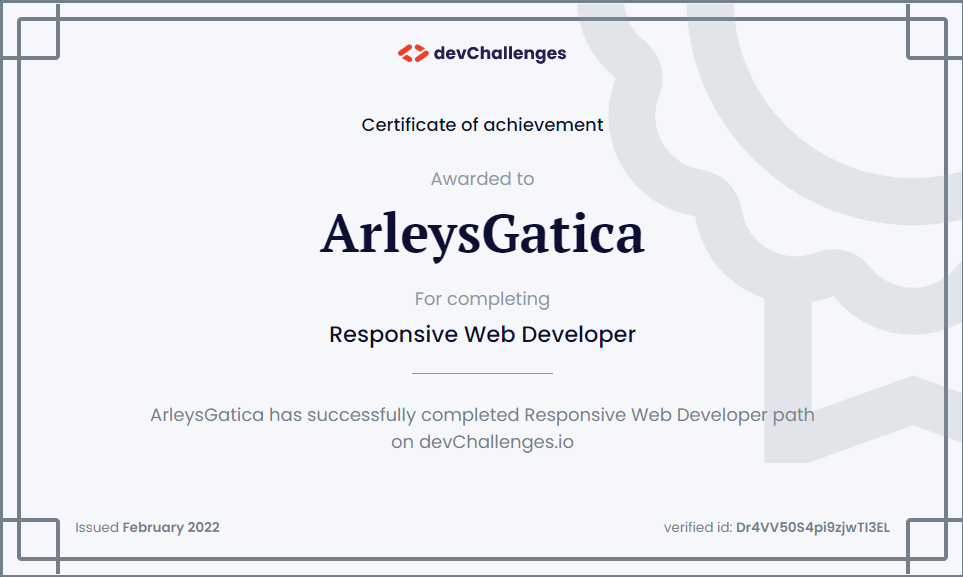 devChallenges
Certificate of achievement
Awarded to
ArleysGatica
For completing
Responsive Web Developer
ArleysGatica has successfully completed Responsive Web Developer path
on devChallenges.io
Issued February 2022
verified id: Dr4VV50S4pi9zjwTI3EL